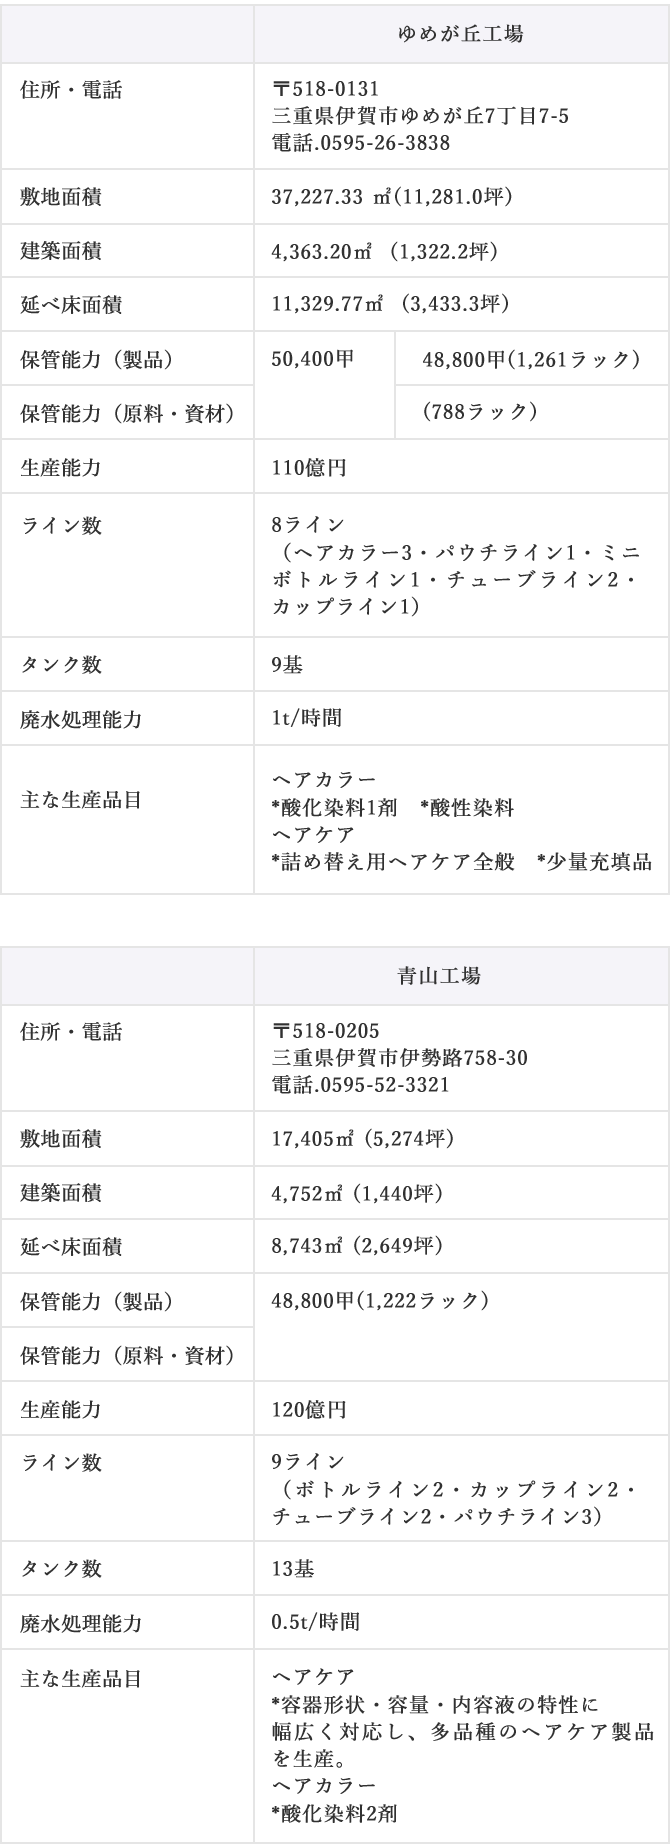 ゆめが丘工場
住所・電話
〒518-0131
三重県伊賀市ゆめが丘7丁目7-5
電話.0595-26-3838
敷地面積
37,227.33 ㎡(11,281.0坪)
建築面積
4,363.20㎡ (1,322.2坪)
延べ床面積
11,329.77㎡ (3,433.3坪)
保管能力（製品）
50,400甲
48,800甲(1,261ラック)
保管能力（原料・資材）
(788ラック)
生産能力
110億円
ライン数
8ライン
（ヘアカラー3・パウチライン1・ミニ
ボトルライン1・チューブライン2・
カップライン1）
タンク数
9基
廃水処理能力
1t/時間
主な生産品目
ヘアカラー
*酸化染料1剤　*酸性染料
ヘアケア
*詰め替え用ヘアケア全般　*少量充填品
青山工場
住所・電話
〒518-0205
三重県伊賀市伊勢路758-30
電話.0595-52-3321
敷地面積
17,405㎡ (5,274坪)
建築面積
4,752㎡ (1,440坪)
延べ床面積
8,743㎡ (2,649坪)
保管能力（製品）
48,800甲(1,222ラック)
保管能力（原料・資材）
生産能力
120億円
ライン数
9ライン
（ボトルライン2・カップライン2・
チューブライン2・パウチライン3）
タンク数
13基
廃水処理能力
0.5t/時間
主な生産品目
ヘアケア
*容器形状・容量・内容液の特性に
幅広く対応し、多品種のヘアケア製品
を生産。
ヘアカラー
*酸化染料2剤